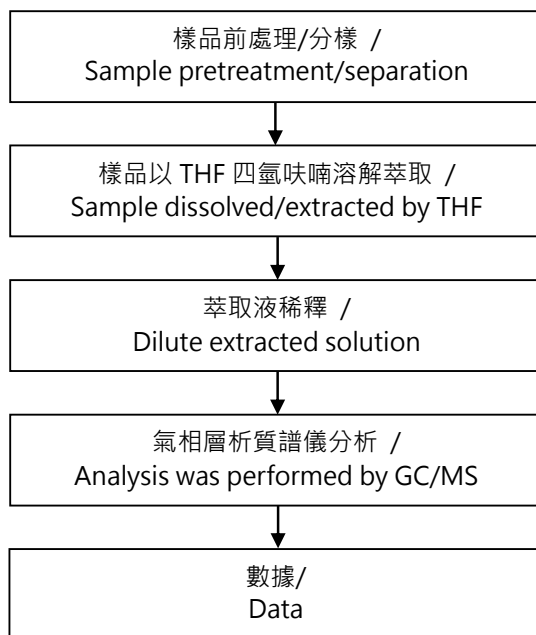 樣品前處理/分樣 /
Sample pretreatment/separation
樣品以 THF 四氫呋喃溶解萃取 /
Sample dissolved/extracted by THF
萃取液稀釋 /
Dilute extracted solution
氣相層析質譜儀分析 /
Analysis was performed by GC/MS
數據/
Data